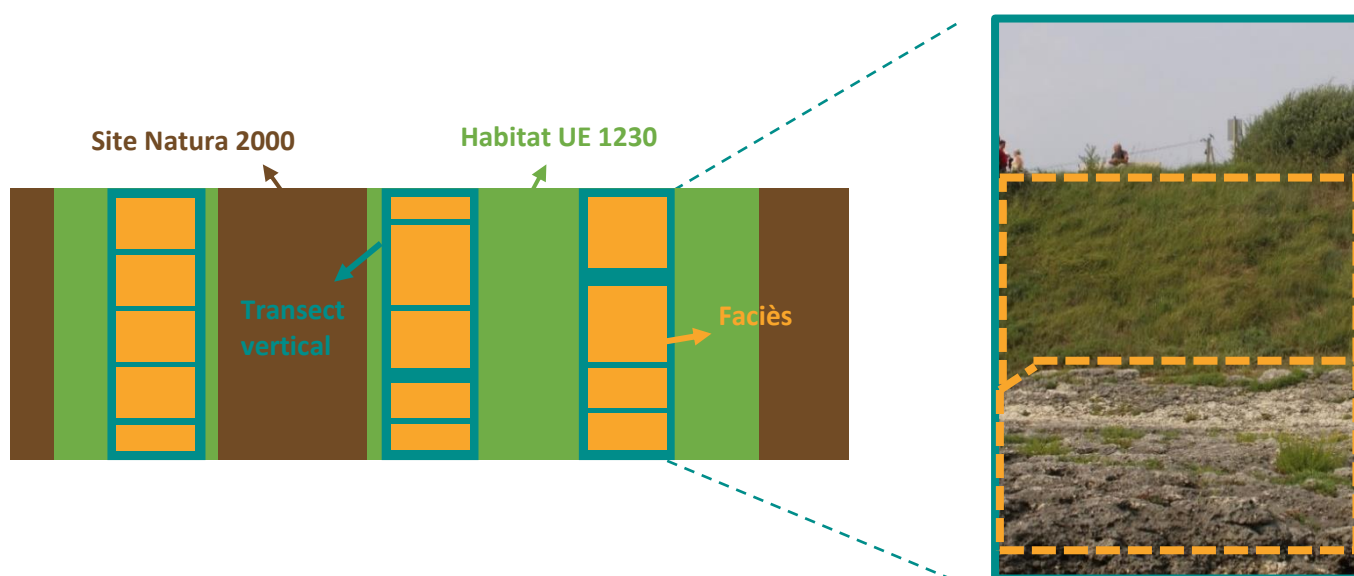 Site Natura 2000
Habitat UE 1230
Transect
vertical
Faciès